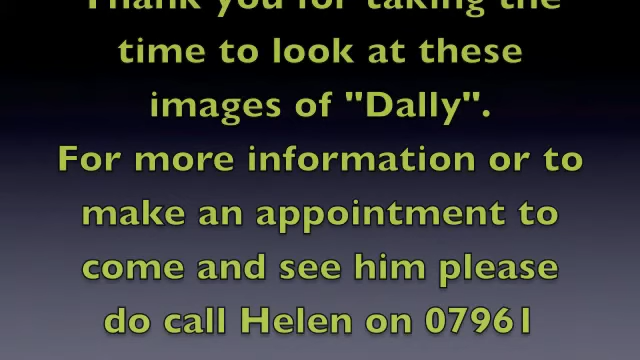 Thank you for taking the
time to look at these
images of "Dally".
For more information or to
make an appointment to
come and see him please
do call Helen on 07961